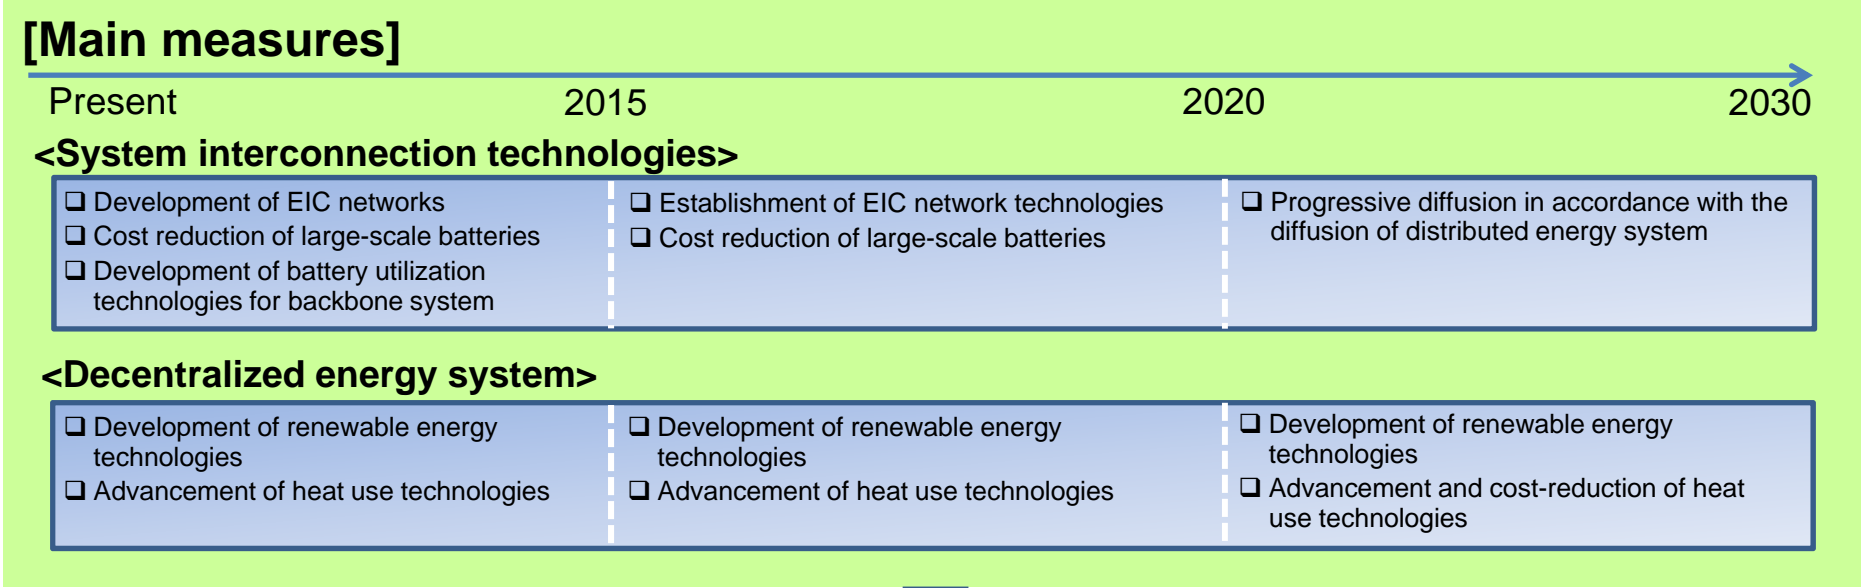 [Main measures]
Present 2015 2020 2030
<System interconnection technologies>
❑ Development of EIC networks
❑ Cost reduction of large-scale batteries
❑ Development of battery utilization
technologies for backbone system
❑ Establishment of EIC network technologies
❑ Cost reduction of large-scale batteries
❑ Progressive diffusion in accordance with the
diffusion of distributed energy system
<Decentralized energy system>
❑ Development of renewable energy
technologies
❑ Advancement of heat use technologies
❑ Development of renewable energy
technologies
❑ Advancement of heat use technologies
❑ Development of renewable energy
technologies
❑ Advancement and cost-reduction of heat
use technologies